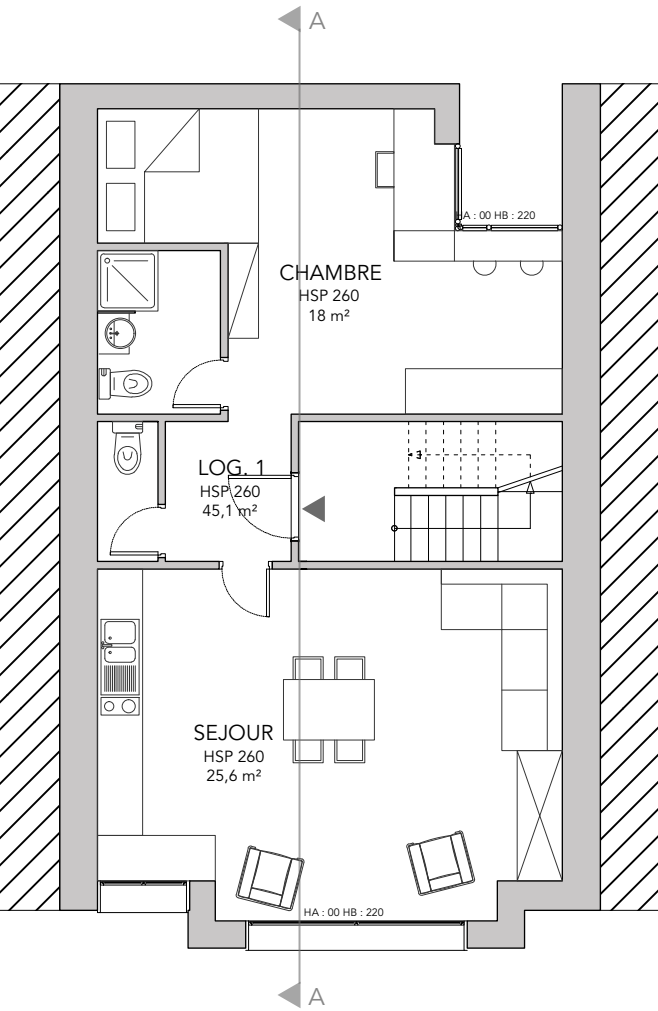 A
HA : 00 HB : 220
CHAMBRE
HSP 260
18 m²
LOG. 1
HSP 260
45,1 m²
SEJOUR
HSP 260
25,6 m²
HA : 00 HB : 220
A